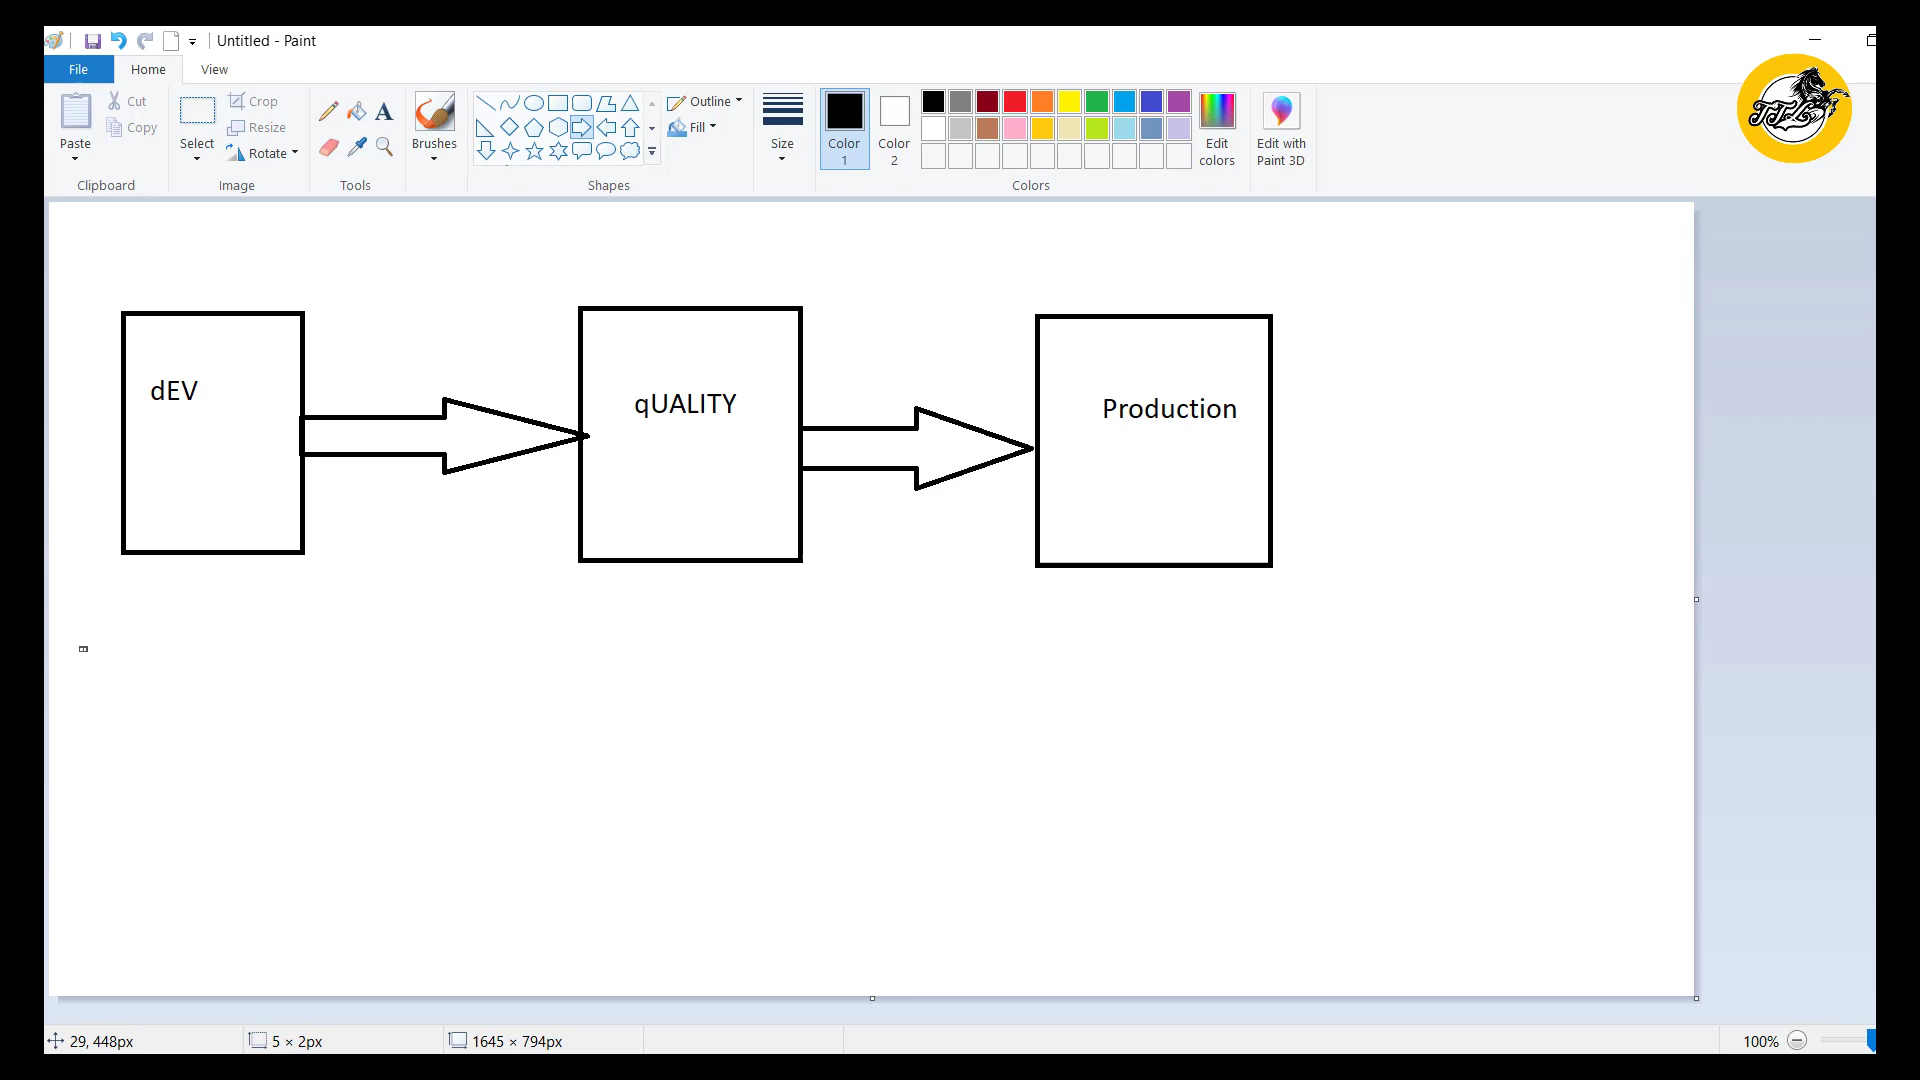 Untitled - Paint
File Home View
Paste
Cut
Copy
Clipboard
Select
Crop
Resize
Rotate
Image
A
Tools
Brushes
Shapes
Outline
Fill
Size
Color 1
Color 2
Edit colors
Colors
Edit with Paint 3D
dEV
qUALITY
Production
29, 448px
5 × 2px
1645 × 794px
100%